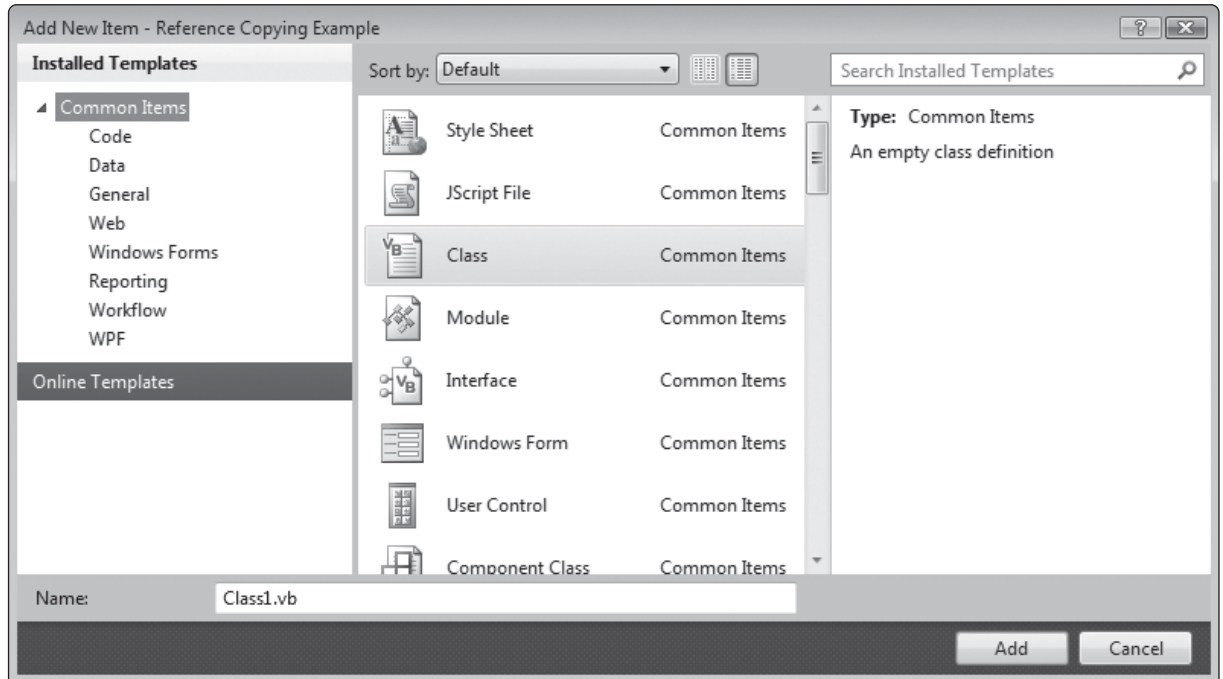 Add New Item - Reference Copying Example
Installed Templates
Common Items
Code
Data
General
Web
Windows Forms
Reporting
Workflow
WPF
Online Templates
Sort by: Default
Search Installed Templates
Style Sheet Common Items
JScript File Common Items
Class Common Items
Module Common Items
Interface Common Items
Windows Form Common Items
User Control Common Items
Component Class Common Items
Type: Common Items
An empty class definition
Name: Class1.vb
Add Cancel